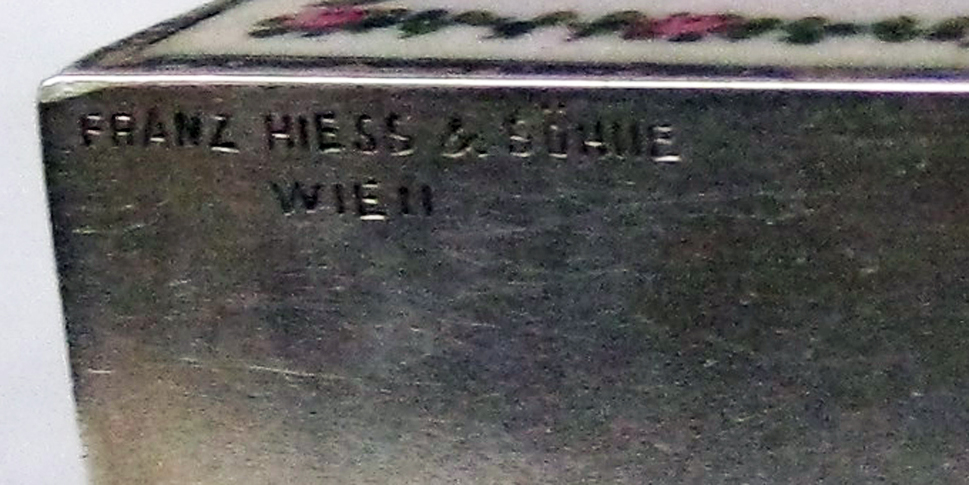 FRANZ HIESS & SÖHNE
WIEN